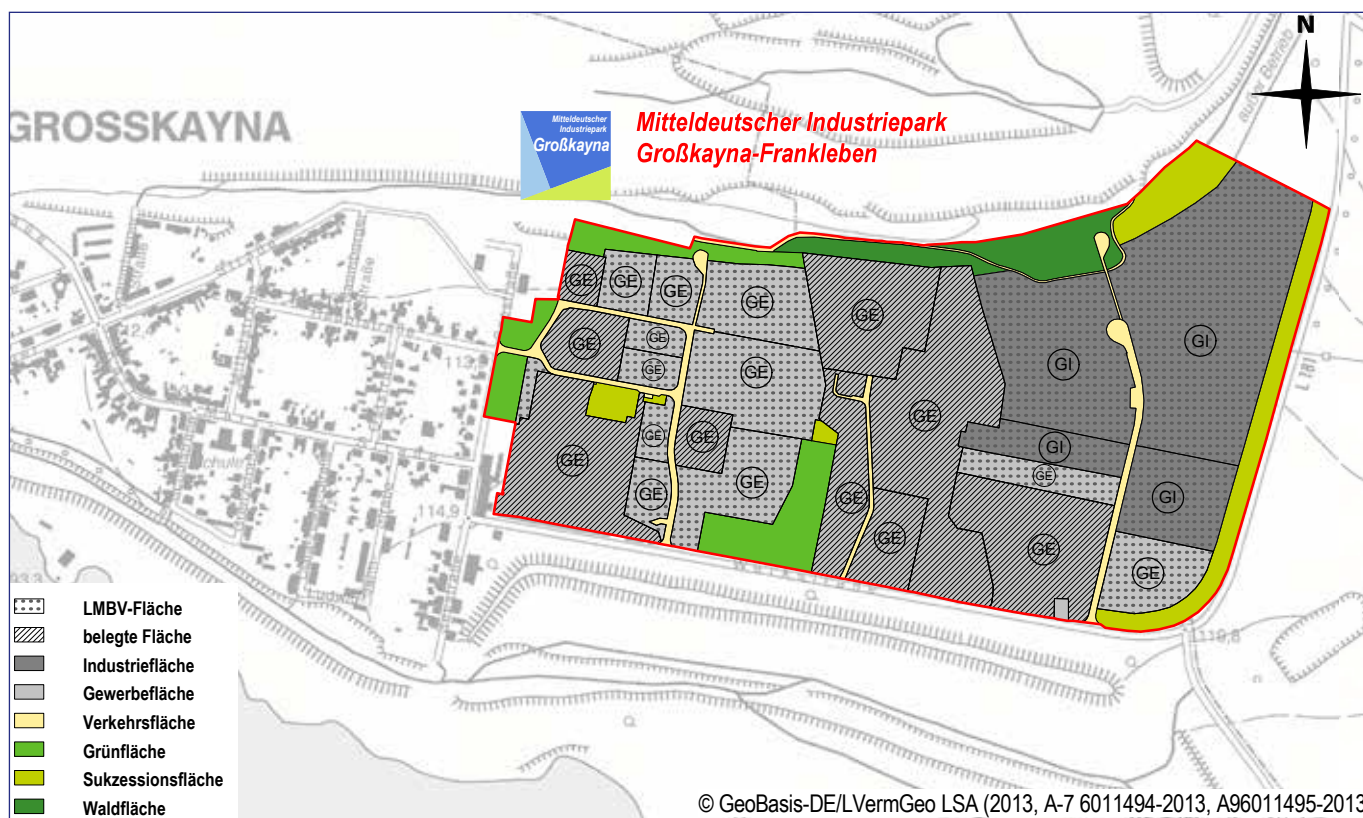 N
außer Betrieb
GROSSKAYNA
Mitteldeutscher
Industriepark
Großkayna
Mitteldeutscher Industriepark
Großkayna-Frankleben
GE
GE
GE
GE
GE
GI
GE
GE
GE
GE
GI
L 181
GE
GE
GE
GE
GI
GE
GE
GE
GE
GE
GI
114,9
GE
GE
GE
119,8
LMBV-Fläche
belegte Fläche
Industriefläche
Gewerbefläche
Verkehrsfläche
Grünfläche
Sukzessionsfläche
Waldfläche
© GeoBasis-DE/LVermGeo LSA (2013, A-7 6011494-2013, A96011495-2013